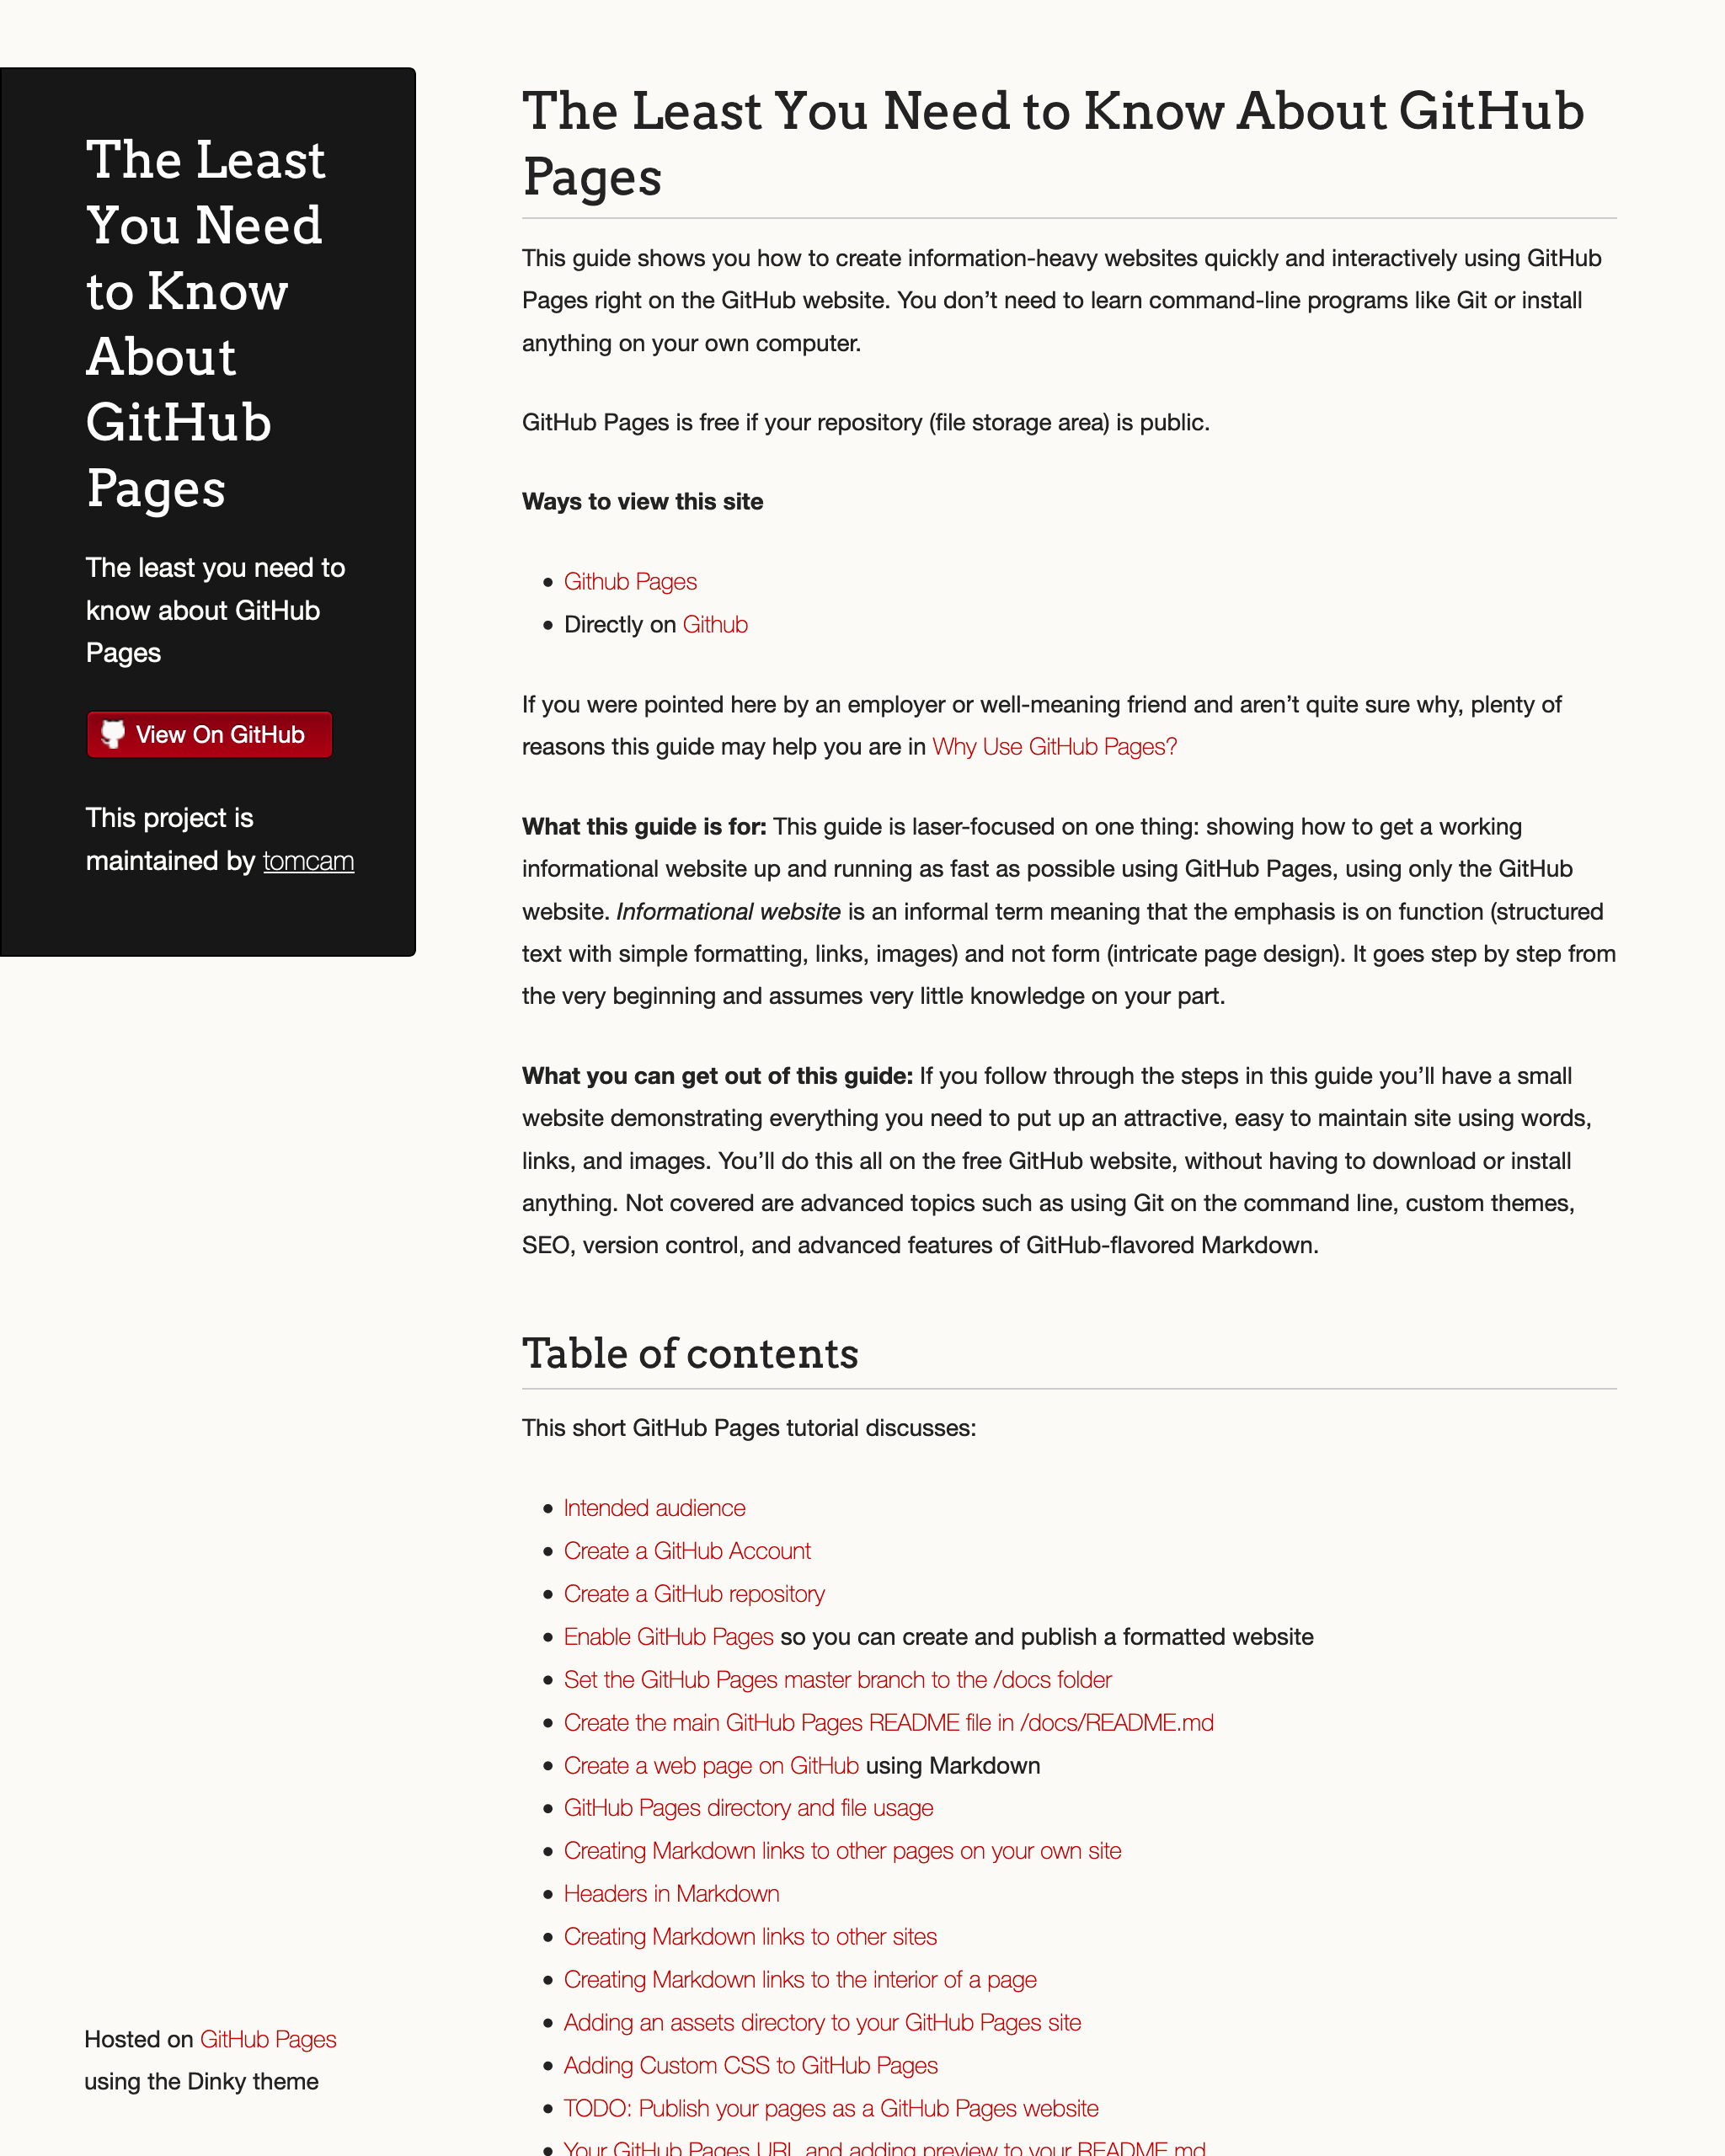 The Least
You Need
to Know
About
GitHub
Pages
The least you need to
know about GitHub
Pages
View On GitHub
This project is
maintained by tomcam
Hosted on GitHub Pages
using the Dinky theme
The Least You Need to Know About GitHub
Pages
This guide shows you how to create information-heavy websites quickly and interactively using GitHub
Pages right on the GitHub website. You don’t need to learn command-line programs like Git or install
anything on your own computer.
GitHub Pages is free if your repository (file storage area) is public.
Ways to view this site
• Github Pages
• Directly on Github
If you were pointed here by an employer or well-meaning friend and aren’t quite sure why, plenty of
reasons this guide may help you are in Why Use GitHub Pages?
What this guide is for: This guide is laser-focused on one thing: showing how to get a working
informational website up and running as fast as possible using GitHub Pages, using only the GitHub
website. Informational website is an informal term meaning that the emphasis is on function (structured
text with simple formatting, links, images) and not form (intricate page design). It goes step by step from
the very beginning and assumes very little knowledge on your part.
What you can get out of this guide: If you follow through the steps in this guide you’ll have a small
website demonstrating everything you need to put up an attractive, easy to maintain site using words,
links, and images. You’ll do this all on the free GitHub website, without having to download or install
anything. Not covered are advanced topics such as using Git on the command line, custom themes,
SEO, version control, and advanced features of GitHub-flavored Markdown.
Table of contents
This short GitHub Pages tutorial discusses:
• Intended audience
• Create a GitHub Account
• Create a GitHub repository
• Enable GitHub Pages so you can create and publish a formatted website
• Set the GitHub Pages master branch to the /docs folder
• Create the main GitHub Pages README file in /docs/README.md
• Create a web page on GitHub using Markdown
• GitHub Pages directory and file usage
• Creating Markdown links to other pages on your own site
• Headers in Markdown
• Creating Markdown links to other sites
• Creating Markdown links to the interior of a page
• Adding an assets directory to your GitHub Pages site
• Adding Custom CSS to GitHub Pages
• TODO: Publish your pages as a GitHub Pages website
• Your GitHub Pages URL and adding preview to your README.md